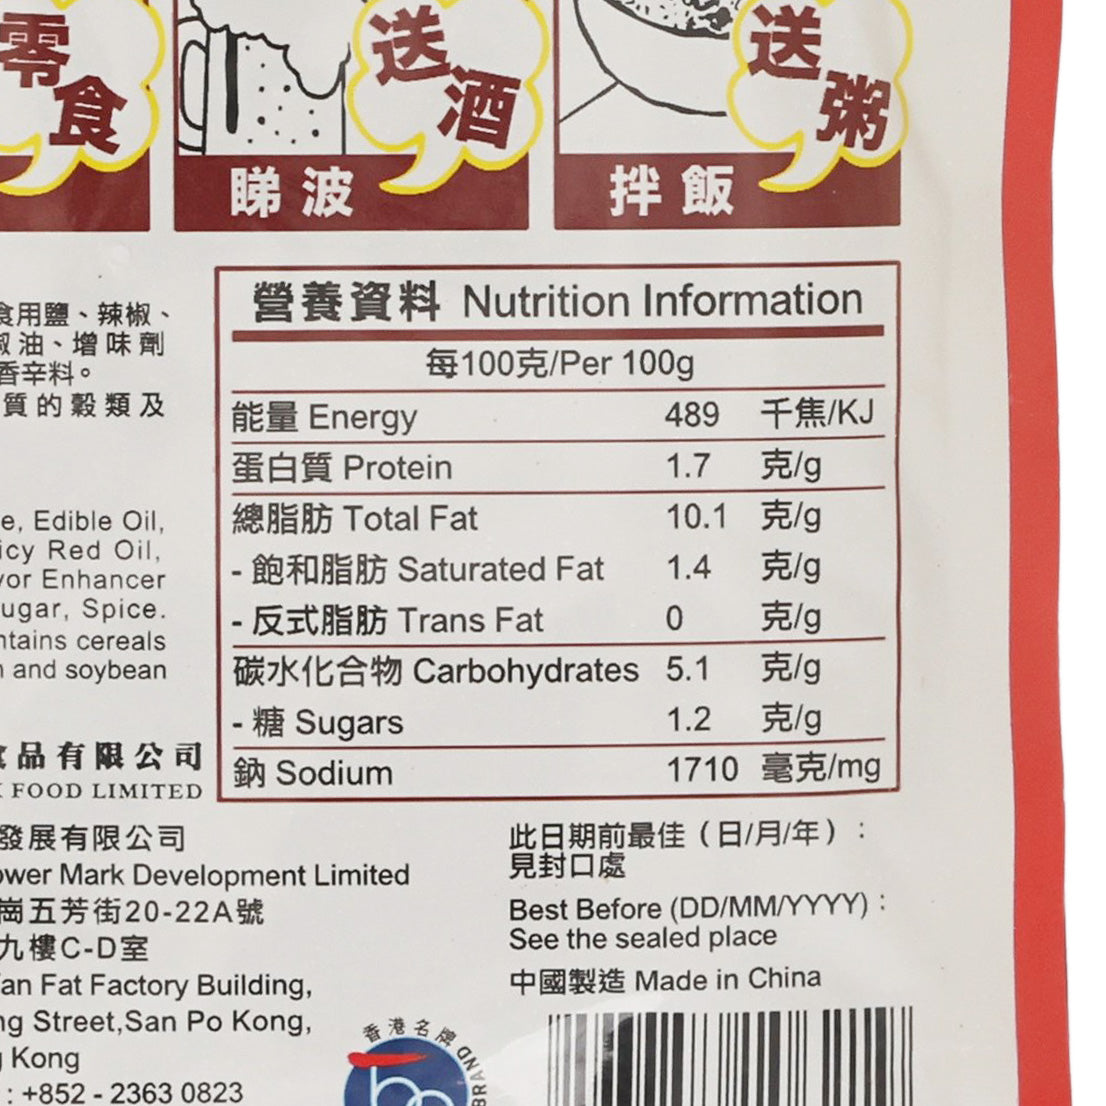 零食
送酒
送粥
睇波
拌飯
食用鹽、辣椒、
椒油、增味劑
香辛料。
質的穀類及
e, Edible Oil,
icy Red Oil,
vor Enhancer
ugar, Spice.
ntains cereals
and soybean
營養資料 Nutrition Information
每100克/Per 100g
能量 Energy 489 千焦/KJ
蛋白質 Protein 1.7 克/g
總脂肪 Total Fat 10.1 克/g
- 飽和脂肪 Saturated Fat 1.4 克/g
- 反式脂肪 Trans Fat 0 克/g
碳水化合物 Carbohydrates 5.1 克/g
- 糖 Sugars 1.2 克/g
鈉 Sodium 1710 毫克/mg
食品有限公司
FOOD LIMITED
發展有限公司
ower Mark Development Limited
崗五芳街20-22A號
九樓C-D室
an Fat Factory Building,
ng Street,San Po Kong,
Kong
: +852 - 2363 0823
此日期前最佳（日/月/年）：
見封口處
Best Before (DD/MM/YYYY) :
See the sealed place
中國製造 Made in China
香港名牌